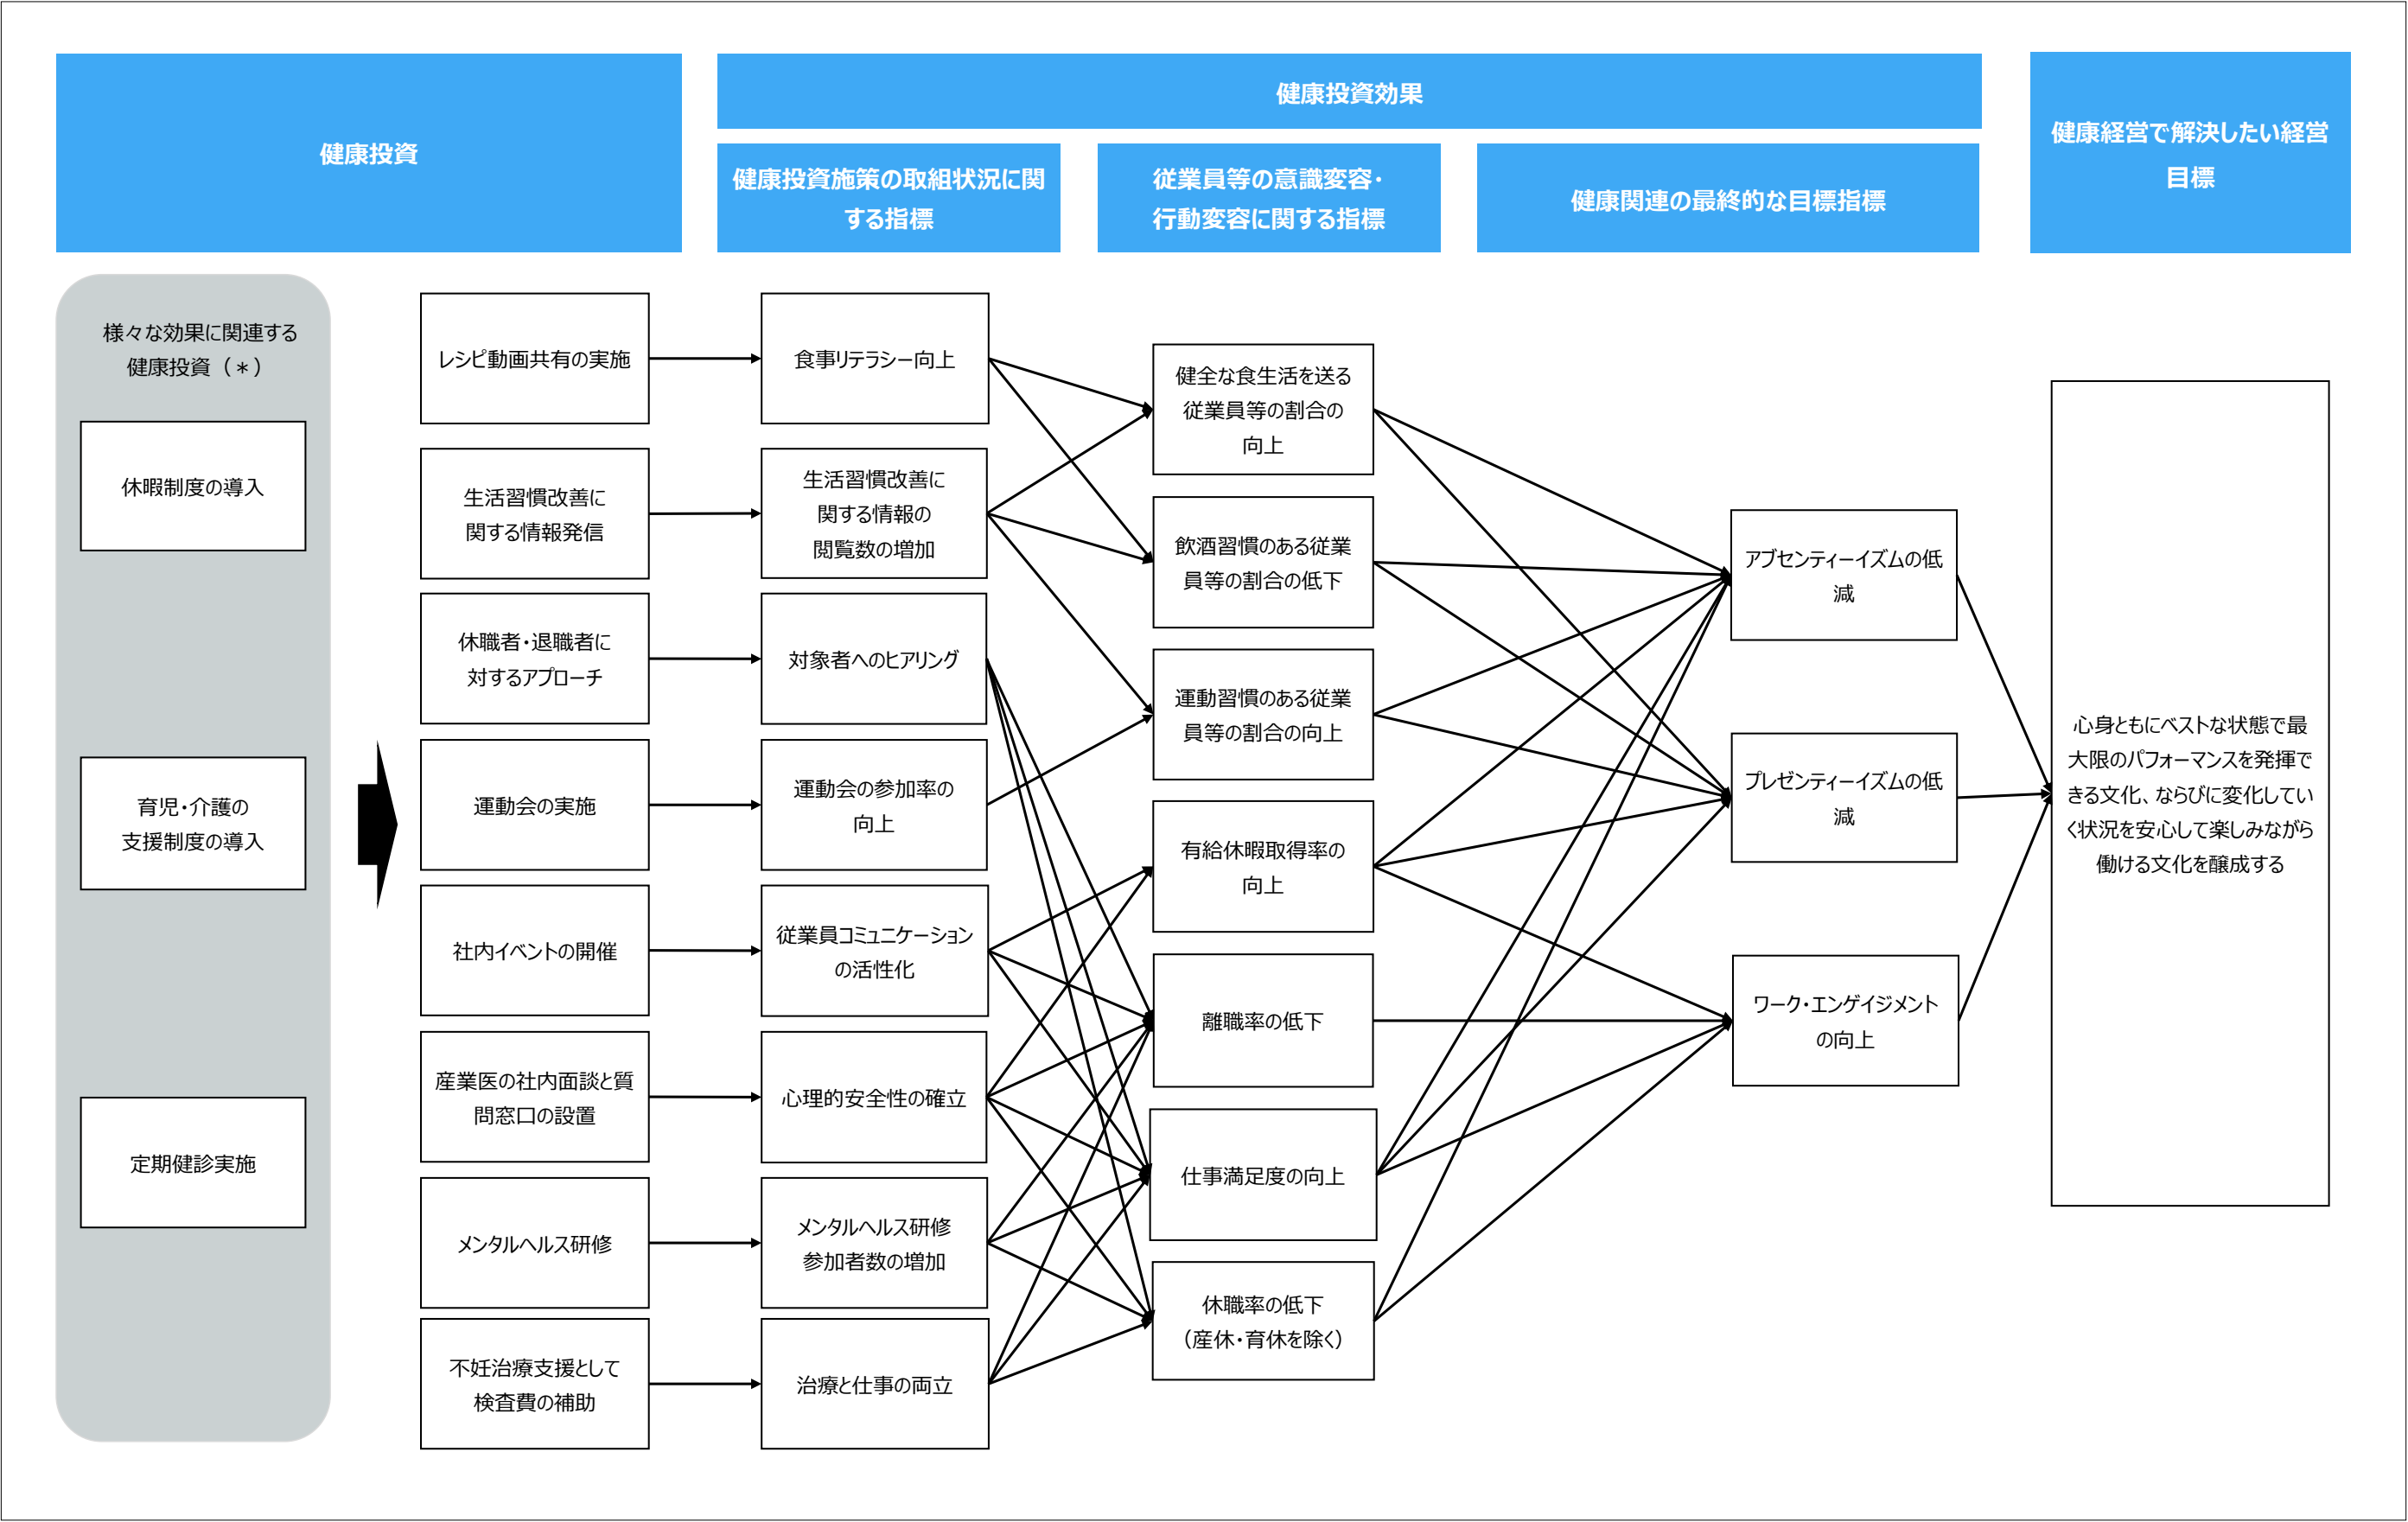 健康投資
健康投資効果
健康経営で解決したい経営
目標
健康投資施策の取組状況に関
する指標
従業員等の意識変容・
行動変容に関する指標
健康関連の最終的な目標指標
様々な効果に関連する
健康投資（＊）
休暇制度の導入
育児・介護の
支援制度の導入
定期健診実施
レシピ動画共有の実施
生活習慣改善に
関する情報発信
休職者・退職者に
対するアプローチ
運動会の実施
社内イベントの開催
産業医の社内面談と質
問窓口の設置
メンタルヘルス研修
不妊治療支援として
検査費の補助
食事リテラシー向上
生活習慣改善に
関する情報の
閲覧数の増加
対象者へのヒアリング
運動会の参加率の
向上
従業員コミュニケーション
の活性化
心理的安全性の確立
メンタルヘルス研修
参加者数の増加
治療と仕事の両立
健全な食生活を送る
従業員等の割合の
向上
飲酒習慣のある従業
員等の割合の低下
運動習慣のある従業
員等の割合の向上
有給休暇取得率の
向上
離職率の低下
仕事満足度の向上
休職率の低下
（産休・育休を除く）
アブセンティーイズムの低
減
プレゼンティーイズムの低
減
ワーク・エンゲイジメント
の向上
心身ともにベストな状態で最
大限のパフォーマンスを発揮で
きる文化、ならびに変化してい
く状況を安心して楽しみながら
働ける文化を醸成する